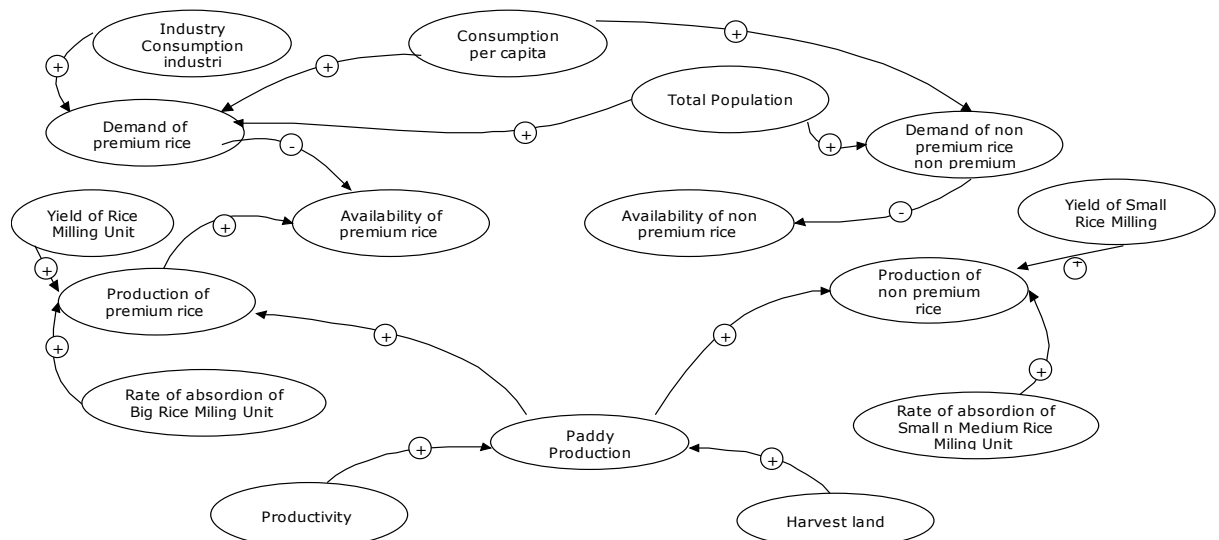 Industry
Consumption
industri
Consumption
per capita
+
+
+
Total Population
Demand of
premium rice
+
-
+
Demand of non
premium rice
non premium
Yield of Rice
Milling Unit
+
Availability of
premium rice
Availability of non
premium rice
-
Yield of Small
Rice Milling
+
+
Production of
premium rice
Production of
non premium
rice
+
+
+
+
Rate of absordion of
Big Rice Miling Unit
+
Rate of absordion of
Small n Medium Rice
Miling Unit
Paddy
Production
+
+
Productivity
Harvest land